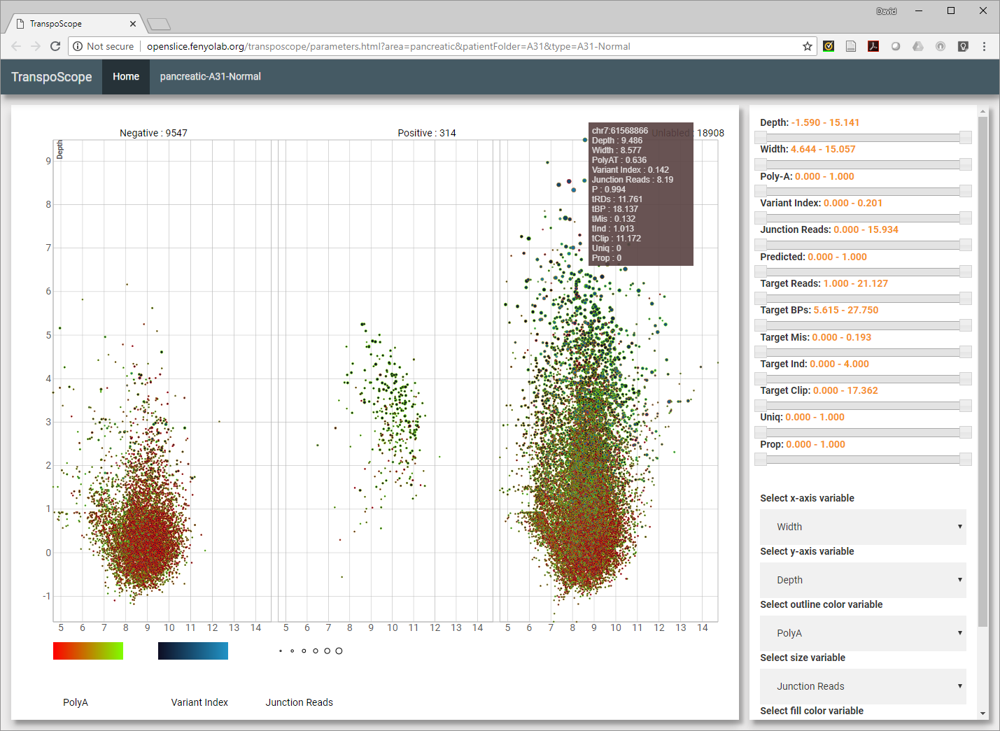 David
TranspoScope
Not secure
openslice.fenyolab.org/transposcope/parameters.html?area=pancreatic&patientFolder=A31&type=A31-Normal
TranspoScope
Home
pancreatic-A31-Normal
Negative : 9547
Positive : 314
Unlabled : 18908
Depth
chr7:61568866
Depth : 9.486
Width : 8.577
PolyAT : 0.636
Variant Index : 0.142
Junction Reads : 8.19
P : 0.994
tRDs : 11.761
tBP : 18.137
tMis : 0.132
tInd : 1.013
tClip : 11.172
Uniq : 0
Prop : 0
9
8
7
6
5
4
3
2
1
0
-1
5 6 7 8 9 10 11 12 13 14
5 6 7 8 9 10 11 12 13 14
5 6 7 8 9 10 11 12 13 14
PolyA
Variant Index
Junction Reads
Depth: -1.590 - 15.141
Width: 4.644 - 15.057
Poly-A: 0.000 - 1.000
Variant Index: 0.000 - 0.201
Junction Reads: 0.000 - 15.934
Predicted: 0.000 - 1.000
Target Reads: 1.000 - 21.127
Target BPs: 5.615 - 27.750
Target Mis: 0.000 - 0.193
Target Ind: 0.000 - 4.000
Target Clip: 0.000 - 17.362
Uniq: 0.000 - 1.000
Prop: 0.000 - 1.000
Select x-axis variable
Width
Select y-axis variable
Depth
Select outline color variable
PolyA
Select size variable
Junction Reads
Select fill color variable